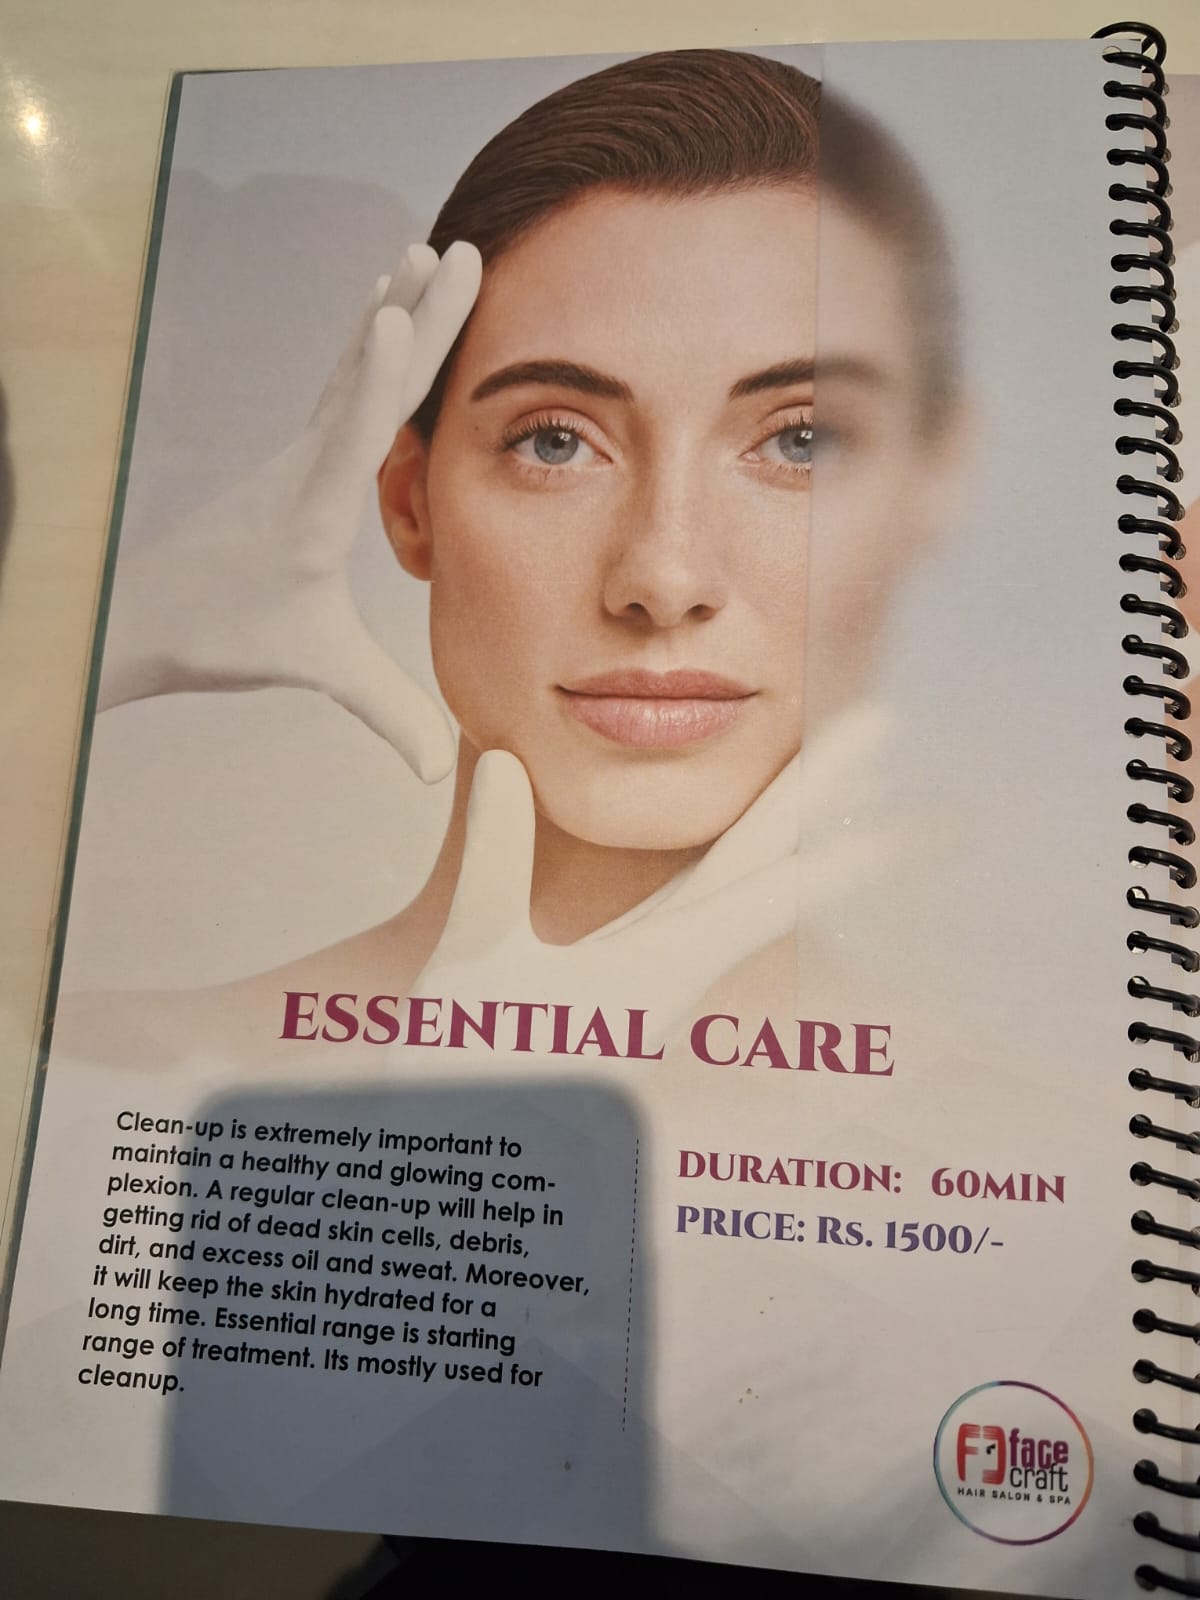 ESSENTIAL CARE
Clean-up is extremely important to
maintain a healthy and glowing com-
plexion. A regular clean-up will help in
getting rid of dead skin cells, debris,
dirt, and excess oil and sweat. Moreover,
it will keep the skin hydrated for a
long time. Essential range is starting
range of treatment. Its mostly used for
cleanup.
DURATION: 60MIN
PRICE: Rs. 1500/-
face
craft
HAIR SALON & SPA